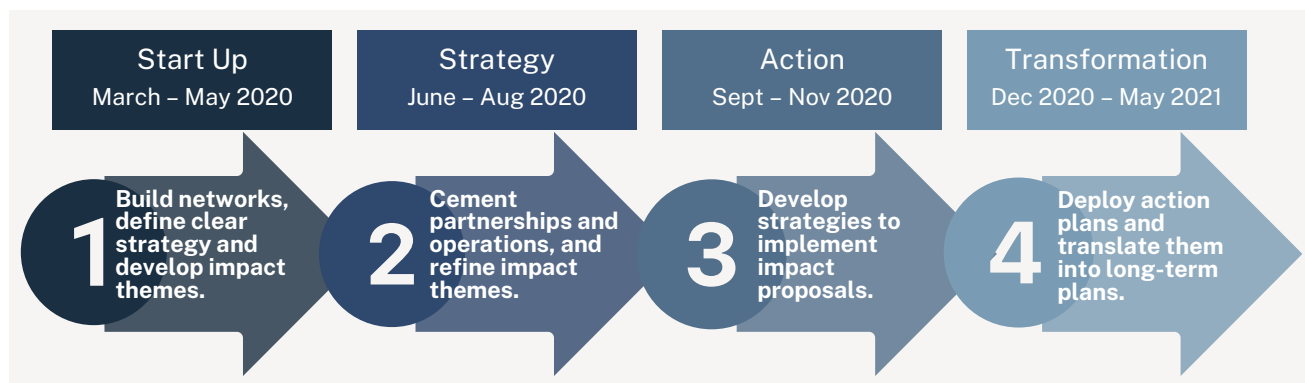 Start Up
March – May 2020
Strategy
June – Aug 2020
Action
Sept – Nov 2020
Transformation
Dec 2020 – May 2021
1
Build networks,
define clear
strategy and
develop impact
themes.
2
Cement
partnerships and
operations, and
refine impact
themes.
3
Develop
strategies to
implement
impact
proposals.
4
Deploy action
plans and
translate them
into long-term
plans.